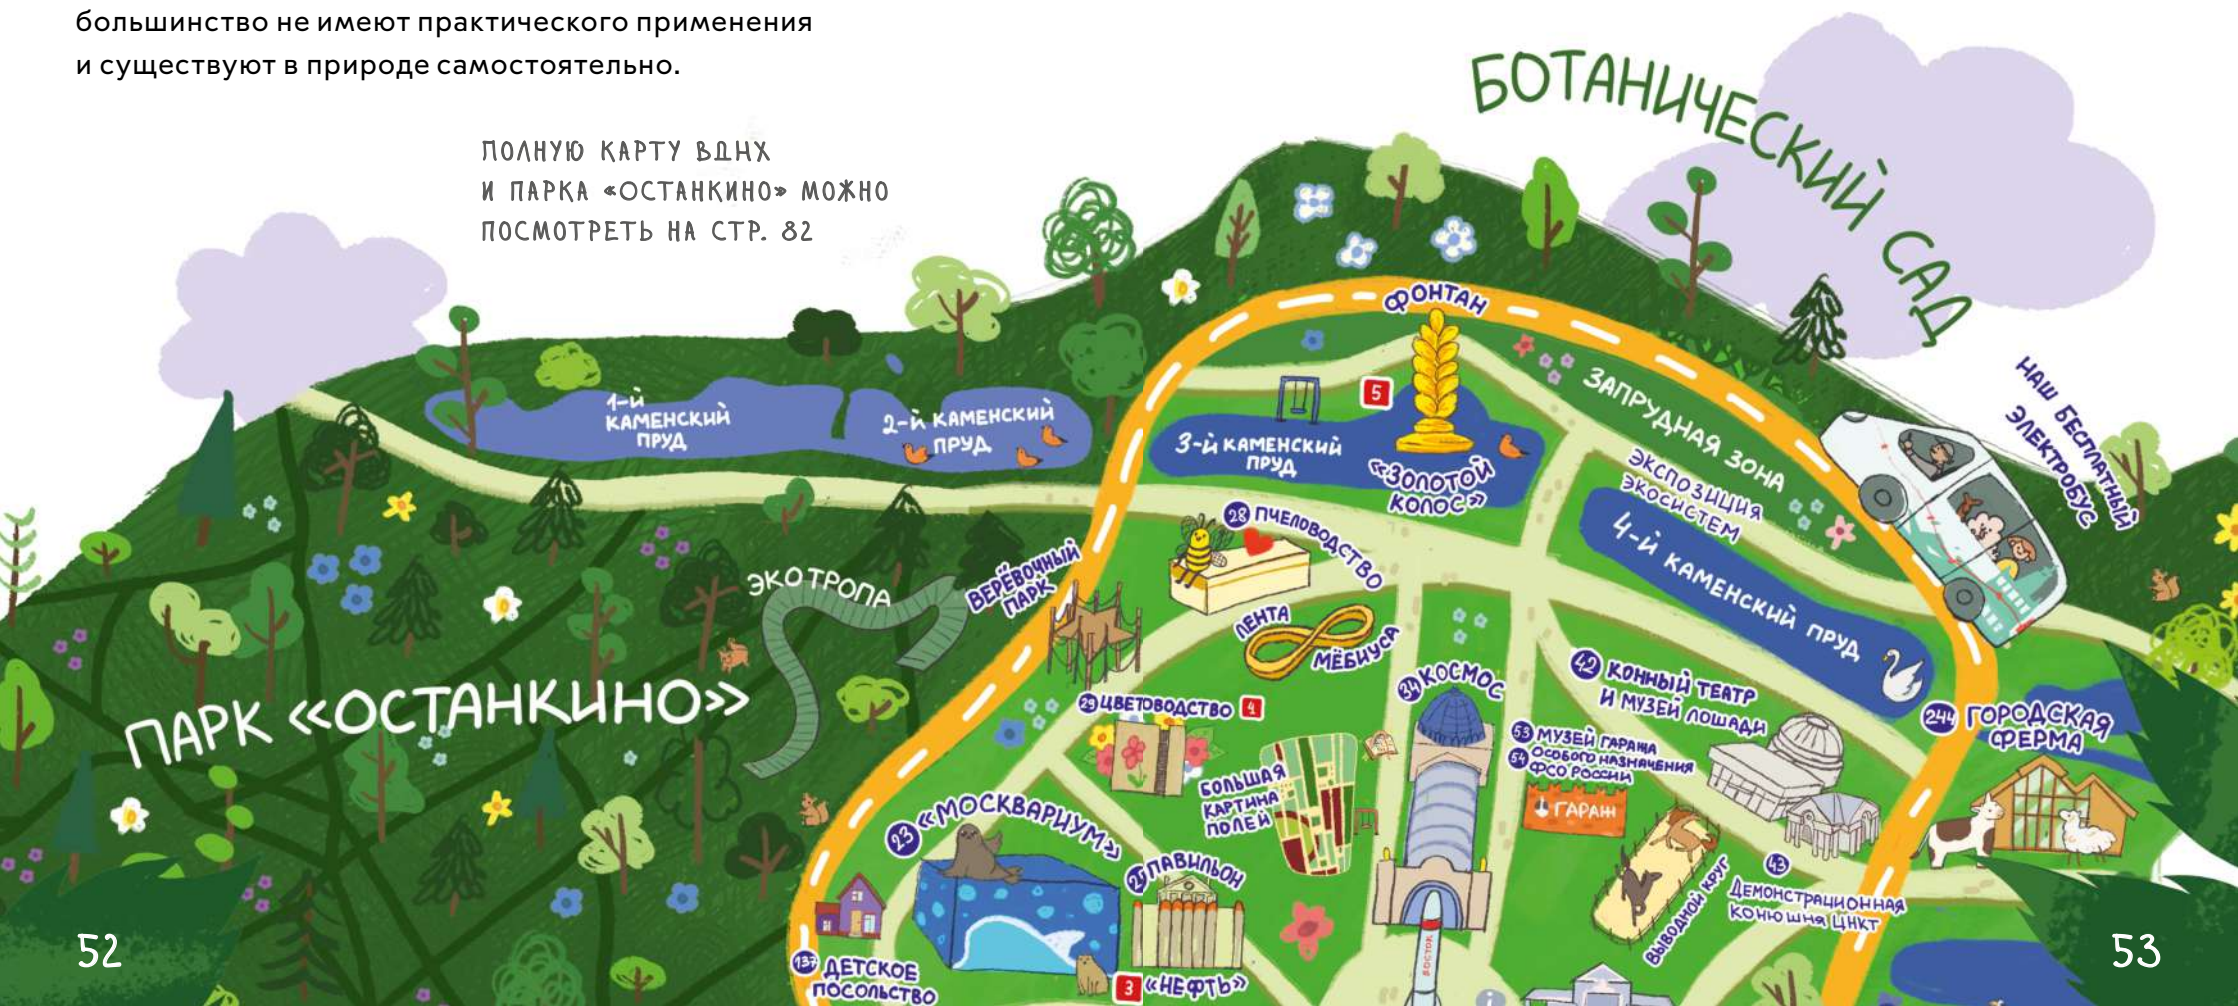 большинство не имеют практического применения
и существуют в природе самостоятельно.
ПОЛНУЮ КАРТУ ВДНХ
И ПАРКА «ОСТАНКИНО» МОЖНО
ПОСМОТРЕТЬ НА СТР. 82
БОТАНИЧЕСКИЙ САД
ФОНТАН
5
«ЗОЛОТОЙ
КОЛОС»
ЗАПРУДНАЯ ЗОНА
НАШ БЕСПЛАТНЫЙ
ЭЛЕКТРОБУС
1-Й
КАМЕНСКИЙ
ПРУД
2-Й КАМЕНСКИЙ
ПРУД
3-Й КАМЕНСКИЙ
ПРУД
ЭКСПОЗИЦИЯ
ЭКОСИСТЕМ
4-Й КАМЕНСКИЙ ПРУД
28 ПЧЕЛОВОДСТВО
ЭКОТРОПА
ВЕРЁВОЧНЫЙ
ПАРК
ЛЕНТА
МЁБИУСА
ПАРК «ОСТАНКИНО»
29 ЦВЕТОВОДСТВО 4
34 КОСМОС
42 КОННЫЙ ТЕАТР
И МУЗЕЙ ЛОШАДИ
53 МУЗЕЙ ГАРАЖА
54 ОСОБОГО НАЗНАЧЕНИЯ
ФСО РОССИИ
ГАРАЖ
244 ГОРОДСКАЯ
ФЕРМА
БОЛЬШАЯ
КАРТИНА
ПОЛЕЙ
23 «МОСКВАРИУМ»
25 ПАВИЛЬОН
3 «НЕФТЬ»
ВЫВОДНОЙ КРУГ
43
ДЕМОНСТРАЦИОННАЯ
КОНЮШНЯ ЦНКТ
137 ДЕТСКОЕ
ПОСОЛЬСТВО
ВОСТОК
i
52
53